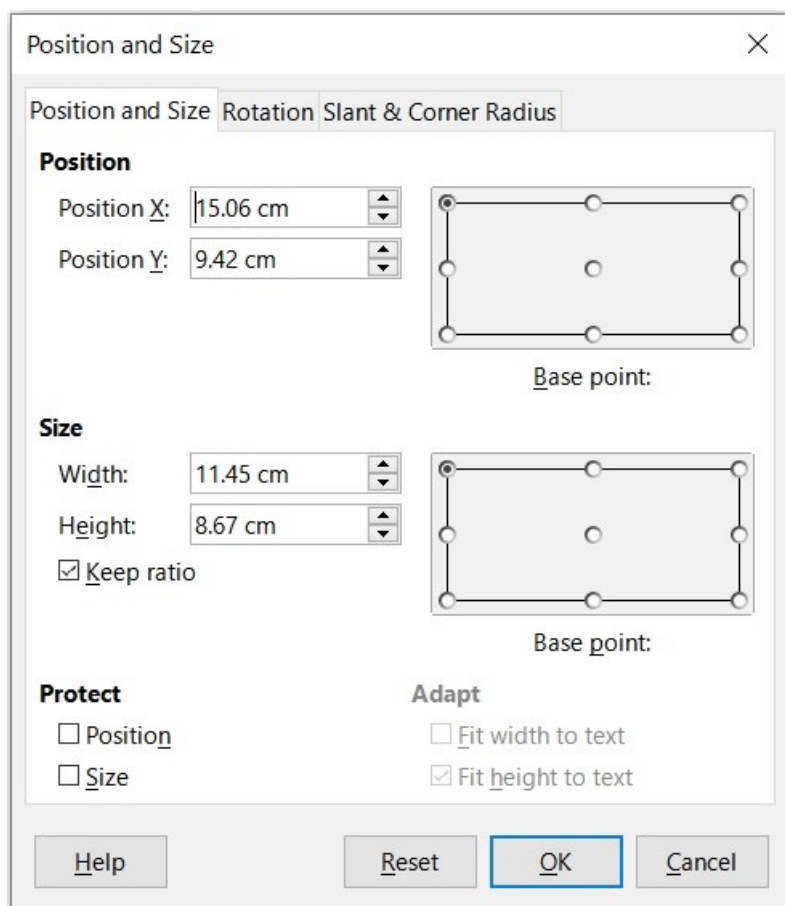 Position and Size
Position and Size Rotation Slant & Corner Radius
Position
Position X: 15.06 cm
Position Y: 9.42 cm
Base point:
Size
Width: 11.45 cm
Height: 8.67 cm
Keep ratio
Base point:
Protect Adapt
Position Fit width to text
Size Fit height to text
Help Reset OK Cancel